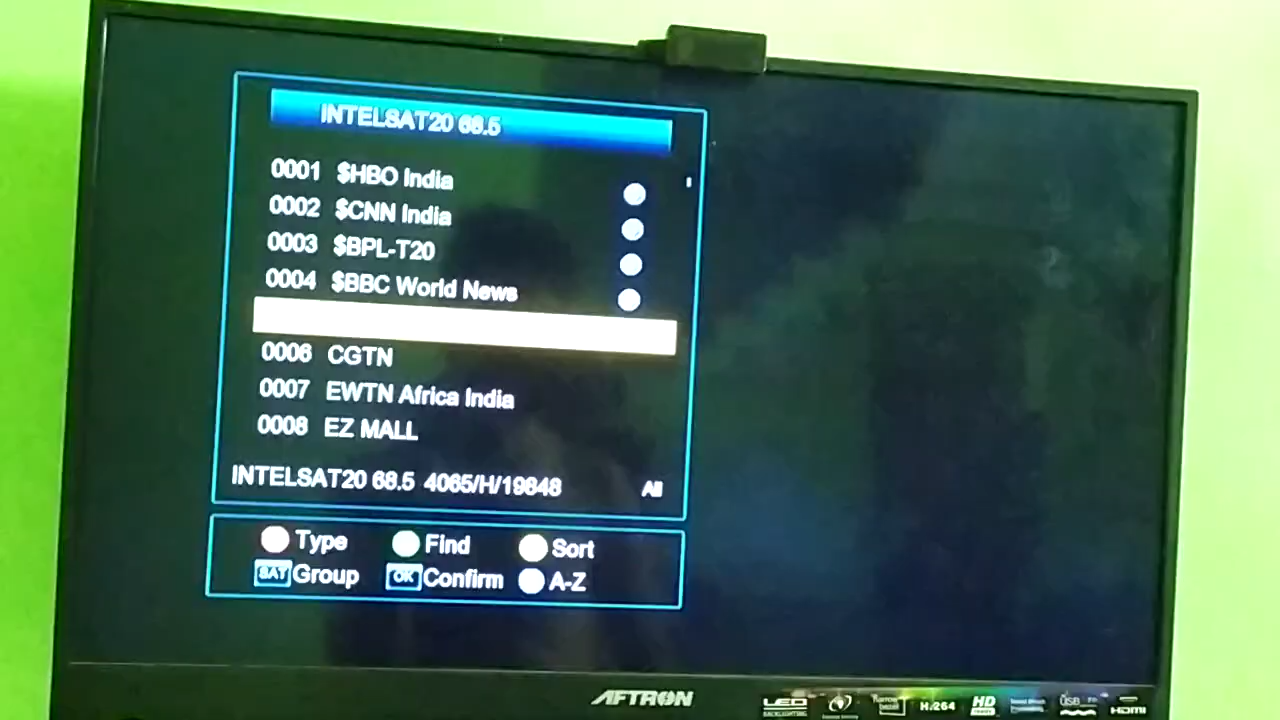 INTELSAT20 68.5
0001 $HBO India
0002 $CNN India
0003 $BPL-T20
0004 $BBC World News
0006 CGTN
0007 EWTN Africa India
0008 EZ MALL
INTELSAT20 68.5 4065/H/19848 All
Type Find Sort
SAT Group OK Confirm A-Z
AFTRON
LED H.264 HD USB HDMI